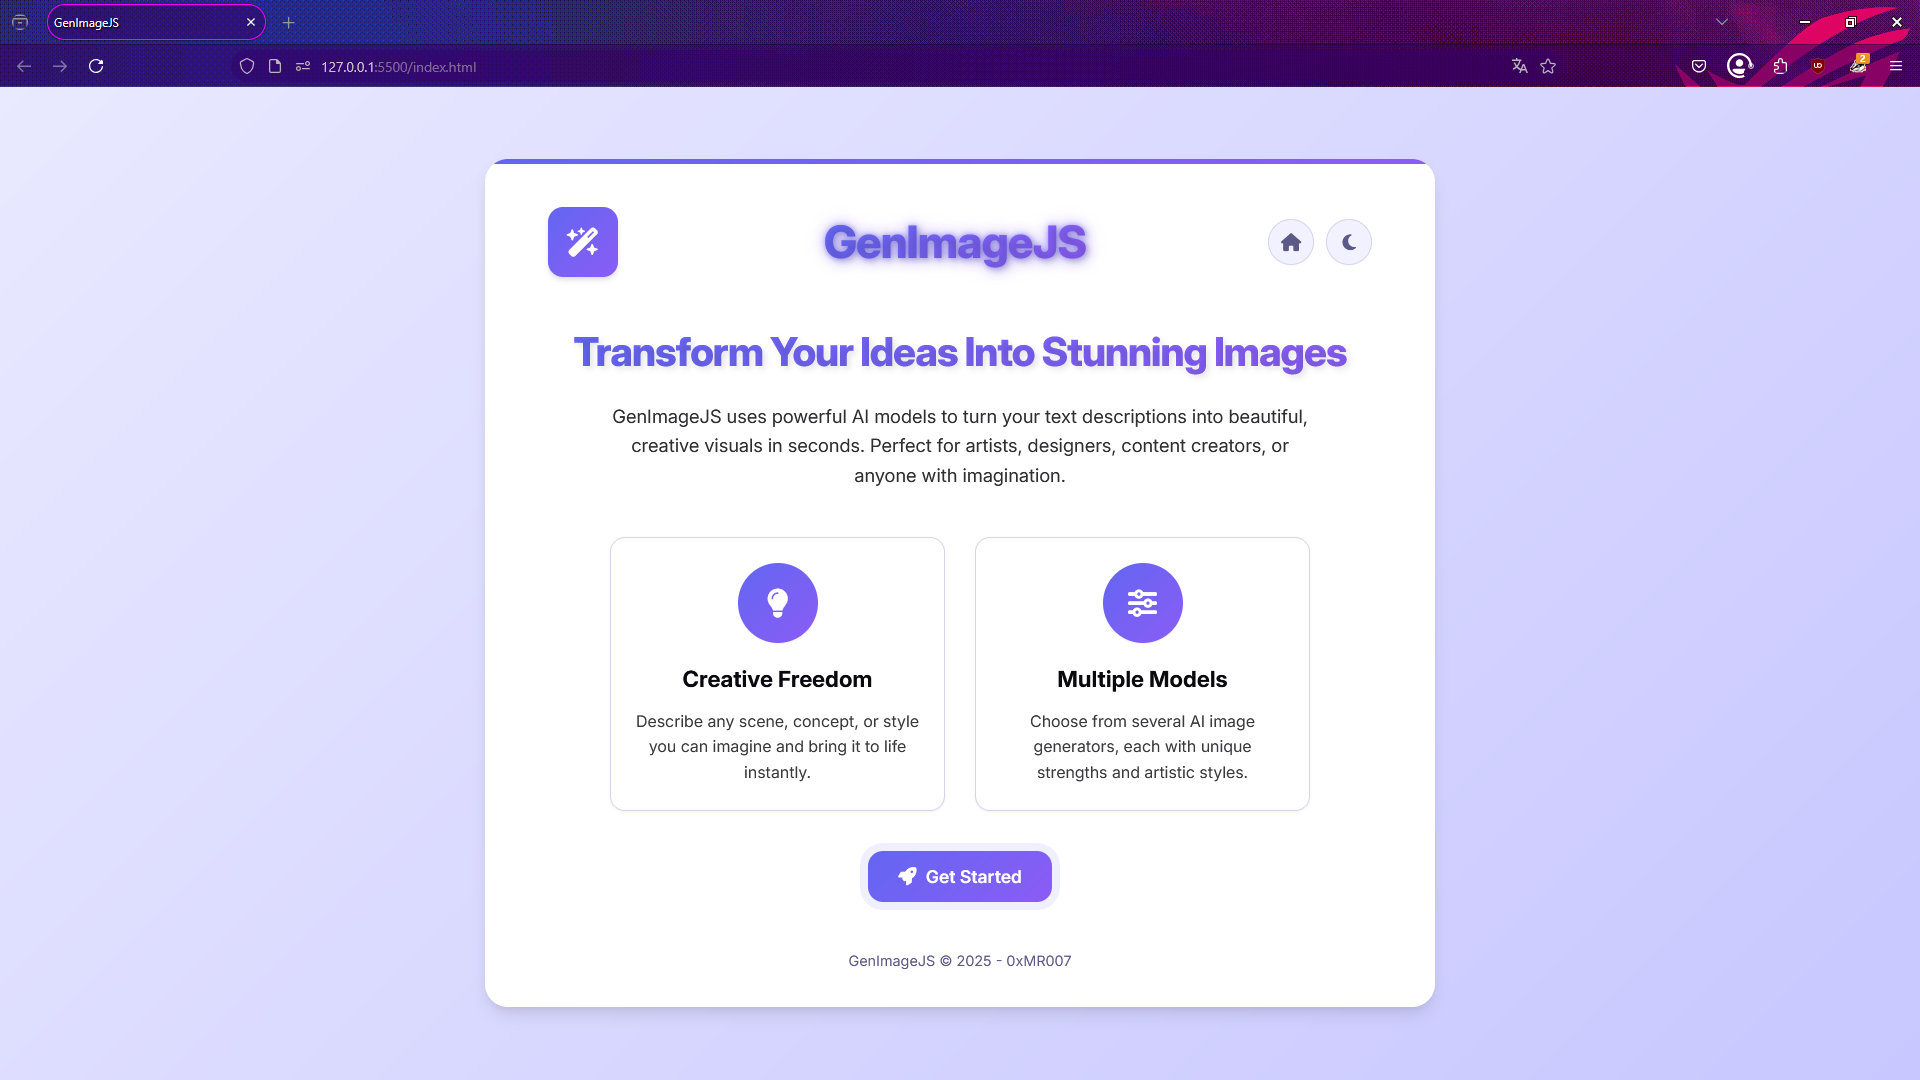 GenImageJS
127.0.0.1:5500/index.html
2
GenImageJS
Transform Your Ideas Into Stunning Images
GenImageJS uses powerful AI models to turn your text descriptions into beautiful,
creative visuals in seconds. Perfect for artists, designers, content creators, or
anyone with imagination.
Creative Freedom
Describe any scene, concept, or style
you can imagine and bring it to life
instantly.
Multiple Models
Choose from several AI image
generators, each with unique
strengths and artistic styles.
Get Started
GenImageJS © 2025 - 0xMR007